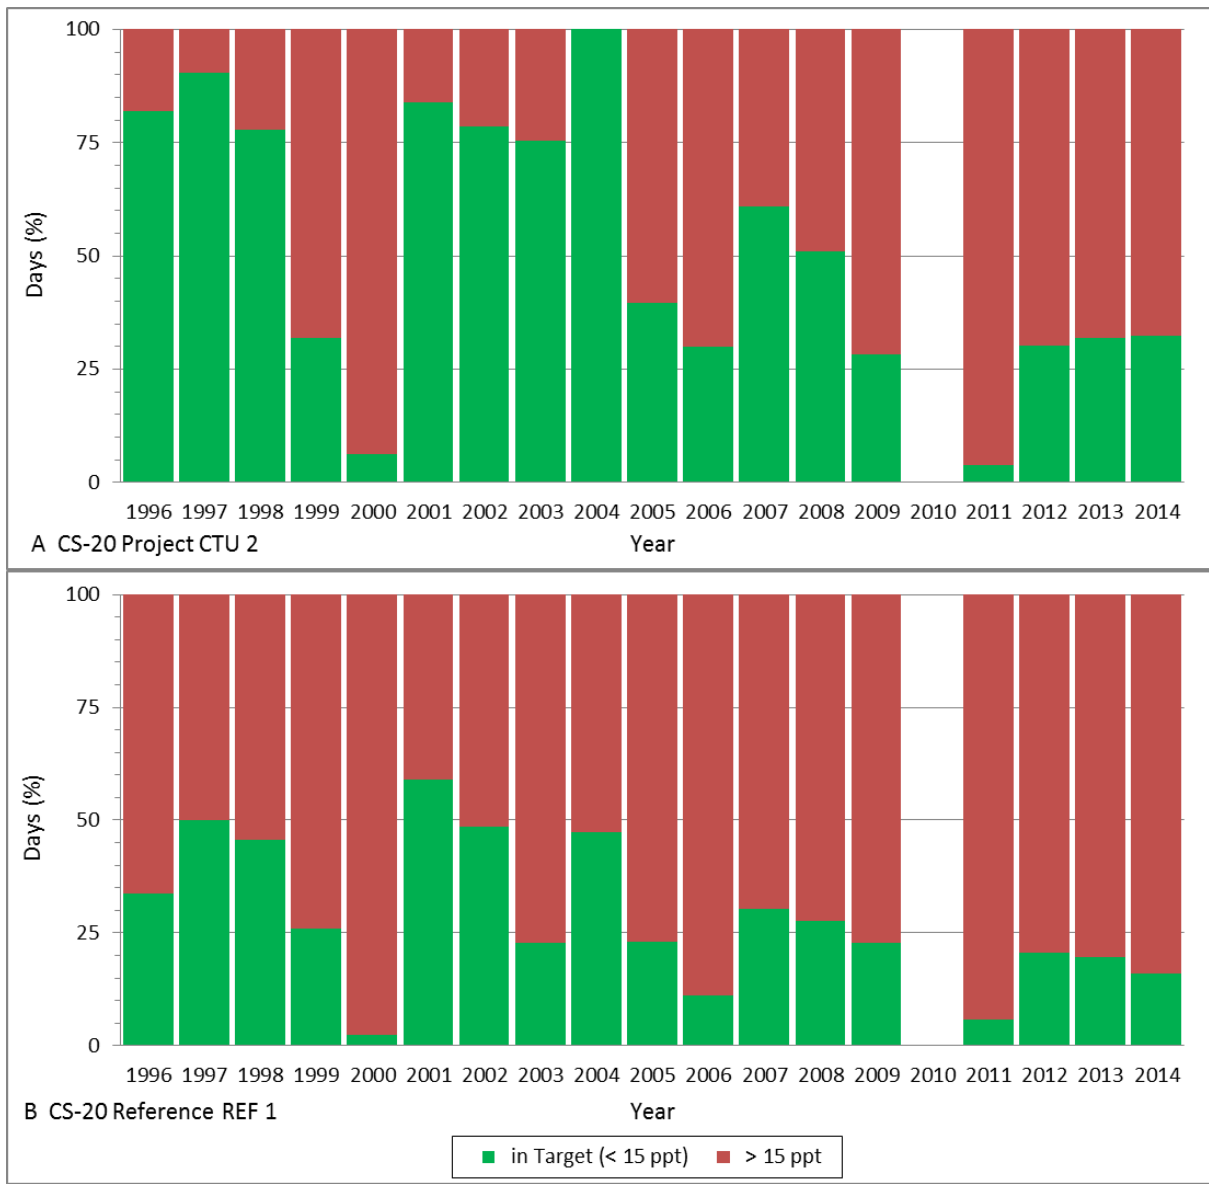 100
75
50
25
0
Days (%)
1996 1997 1998 1999 2000 2001 2002 2003 2004 2005 2006 2007 2008 2009 2010 2011 2012 2013 2014
A CS-20 Project CTU 2 Year
100
75
50
25
0
Days (%)
1996 1997 1998 1999 2000 2001 2002 2003 2004 2005 2006 2007 2008 2009 2010 2011 2012 2013 2014
B CS-20 Reference REF 1 Year
in Target (< 15 ppt) > 15 ppt